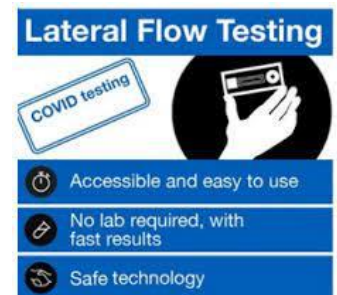 Lateral Flow Testing
COVID testing
Accessible and easy to use
No lab required, with
fast results
Safe technology